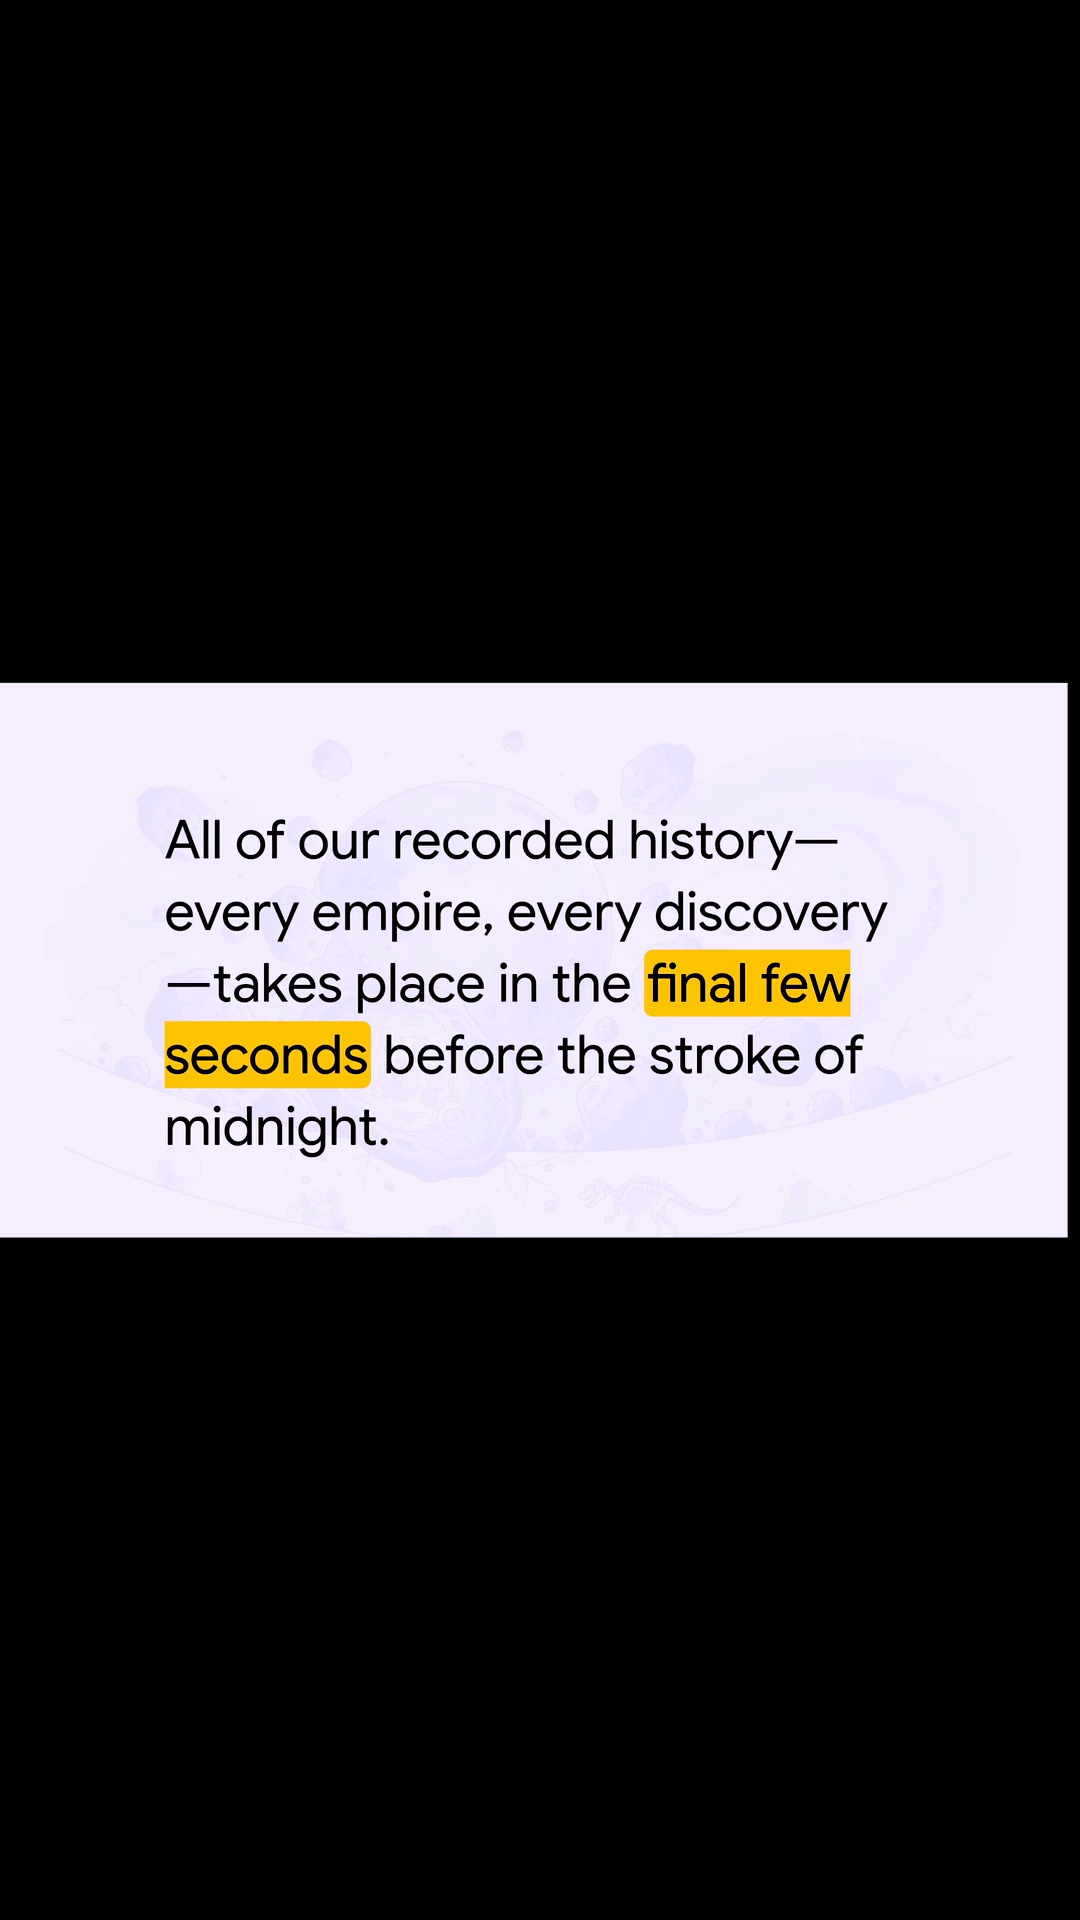 All of our recorded history—
every empire, every discovery
—takes place in the final few
seconds before the stroke of
midnight.